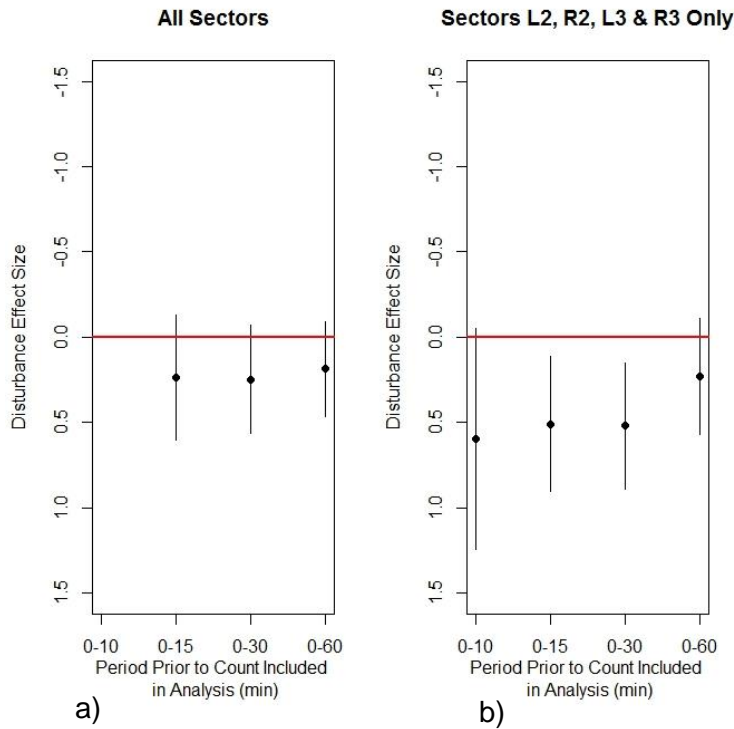 All Sectors
-1.5
-1.0
-0.5
0.0
0.5
1.0
1.5
Disturbance Effect Size
0-10 0-15 0-30 0-60
Period Prior to Count Included
in Analysis (min)
a)
Sectors L2, R2, L3 & R3 Only
-1.5
-1.0
-0.5
0.0
0.5
1.0
1.5
Disturbance Effect Size
0-10 0-15 0-30 0-60
Period Prior to Count Included
in Analysis (min)
b)